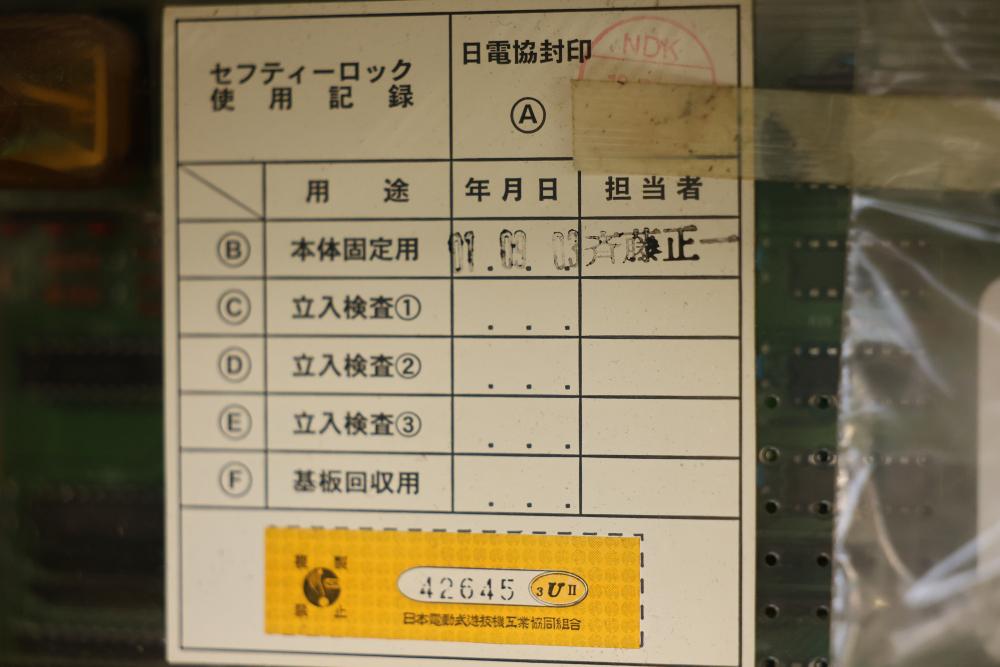 セフティーロック
使用記録
日電協封印
NDK
Ⓐ
用途 年月日 担当者
Ⓑ 本体固定用 01.09.03 斉藤正一
Ⓒ 立入検査① . . .
Ⓓ 立入検査② . . .
Ⓔ 立入検査③ . . .
Ⓕ 基板回収用 . . .
複製
禁止
42645 3UⅡ
日本電動式遊技機工業協同組合